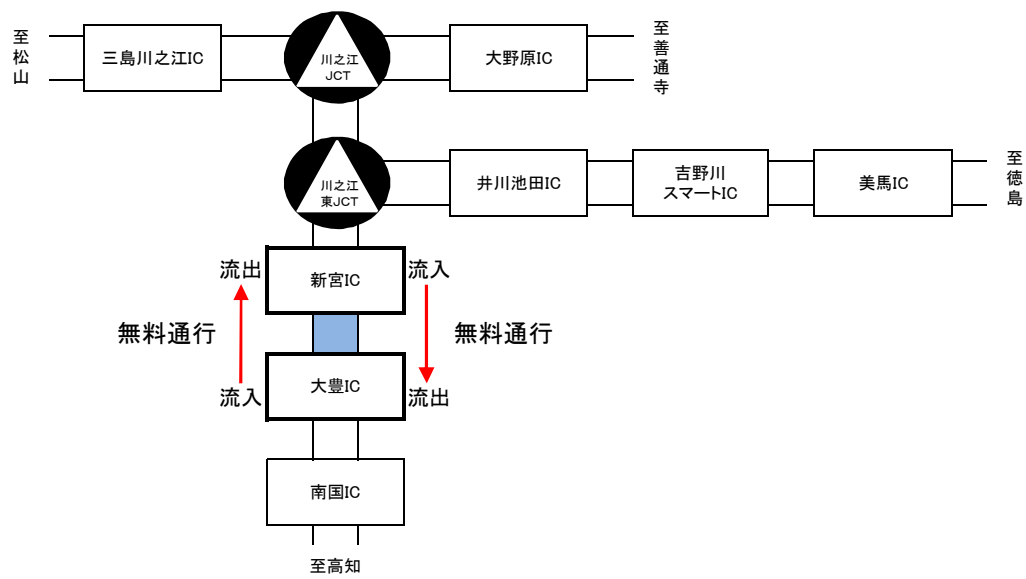 至松山
三島川之江IC
川之江
JCT
大野原IC
至善通寺
川之江
東JCT
井川池田IC
吉野川
スマートIC
美馬IC
至徳島
流出
新宮IC
流入
無料通行
無料通行
流入
大豊IC
流出
南国IC
至高知